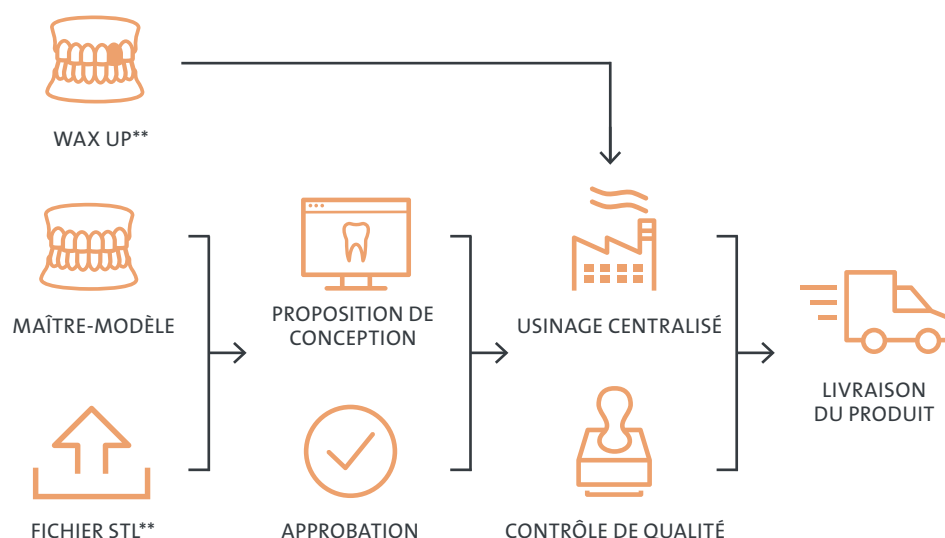 WAX UP**
MAÎTRE-MODÈLE
PROPOSITION DE
CONCEPTION
USINAGE CENTRALISÉ
LIVRAISON
DU PRODUIT
FICHIER STL**
APPROBATION
CONTRÔLE DE QUALITÉ